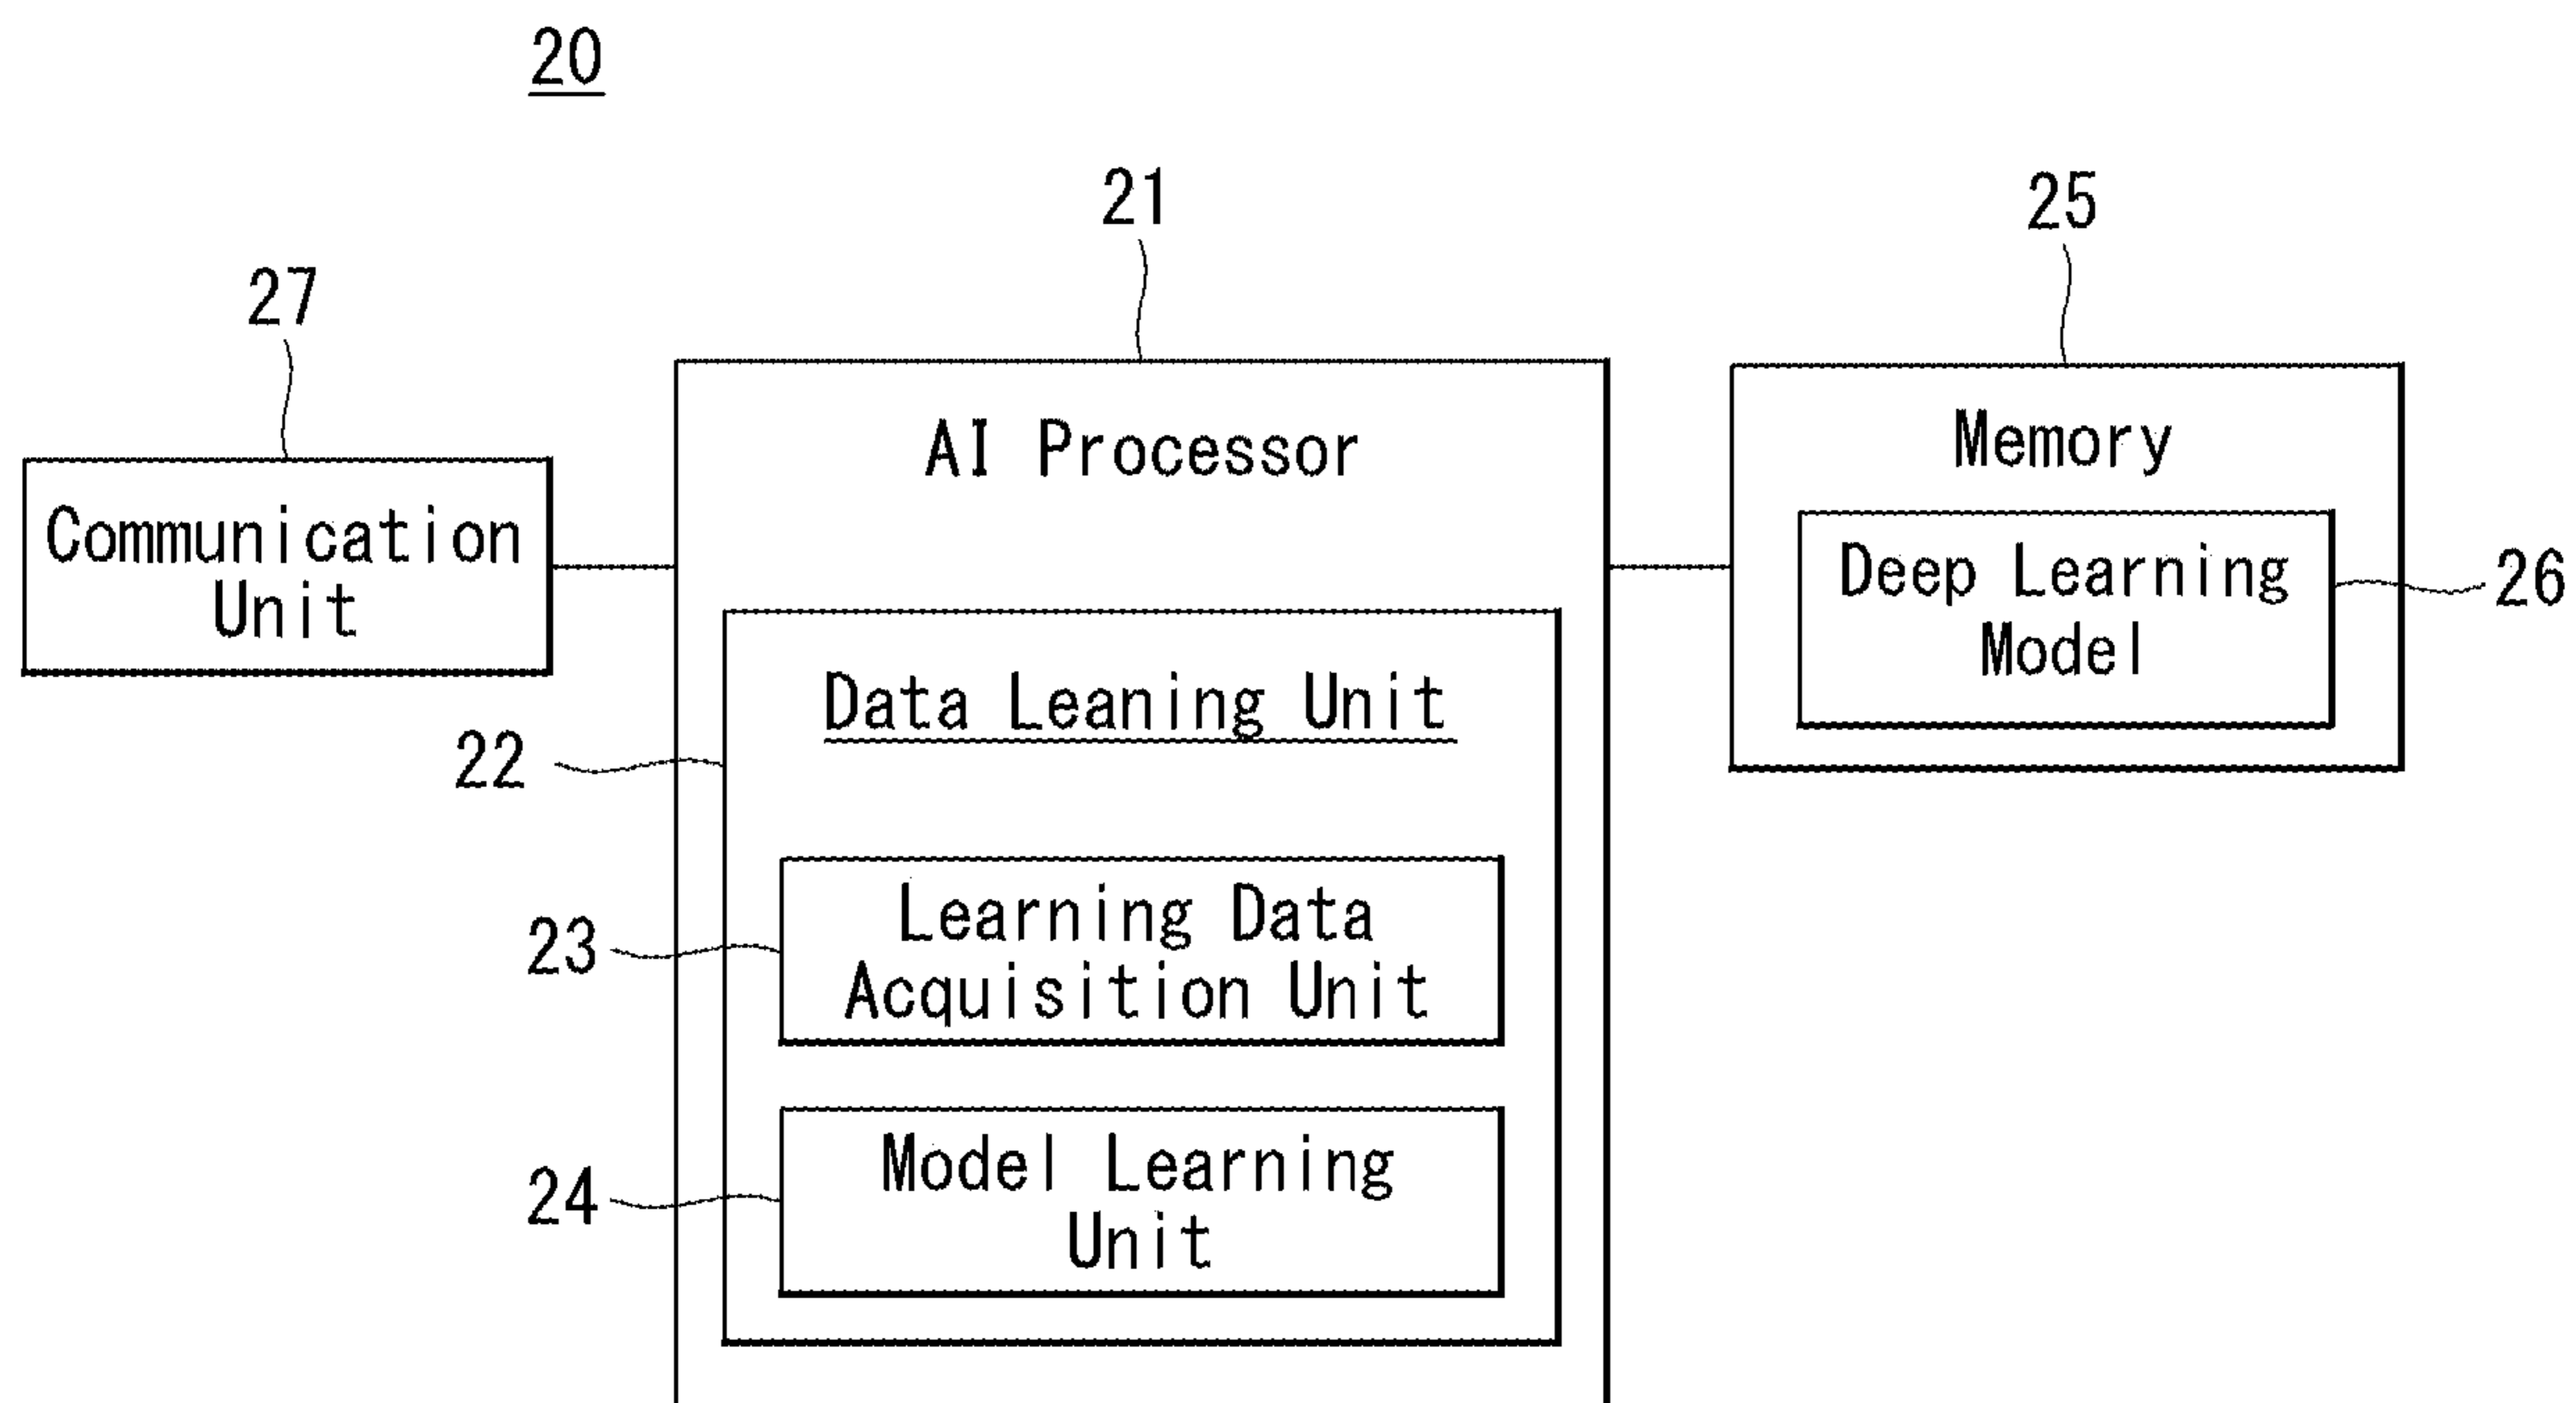 20
21
25
27
AI Processor
Memory
Communication
Unit
Deep Learning
Model
26
Data Leaning Unit
22
Learning Data
Acquisition Unit
23
Model Learning
Unit
24